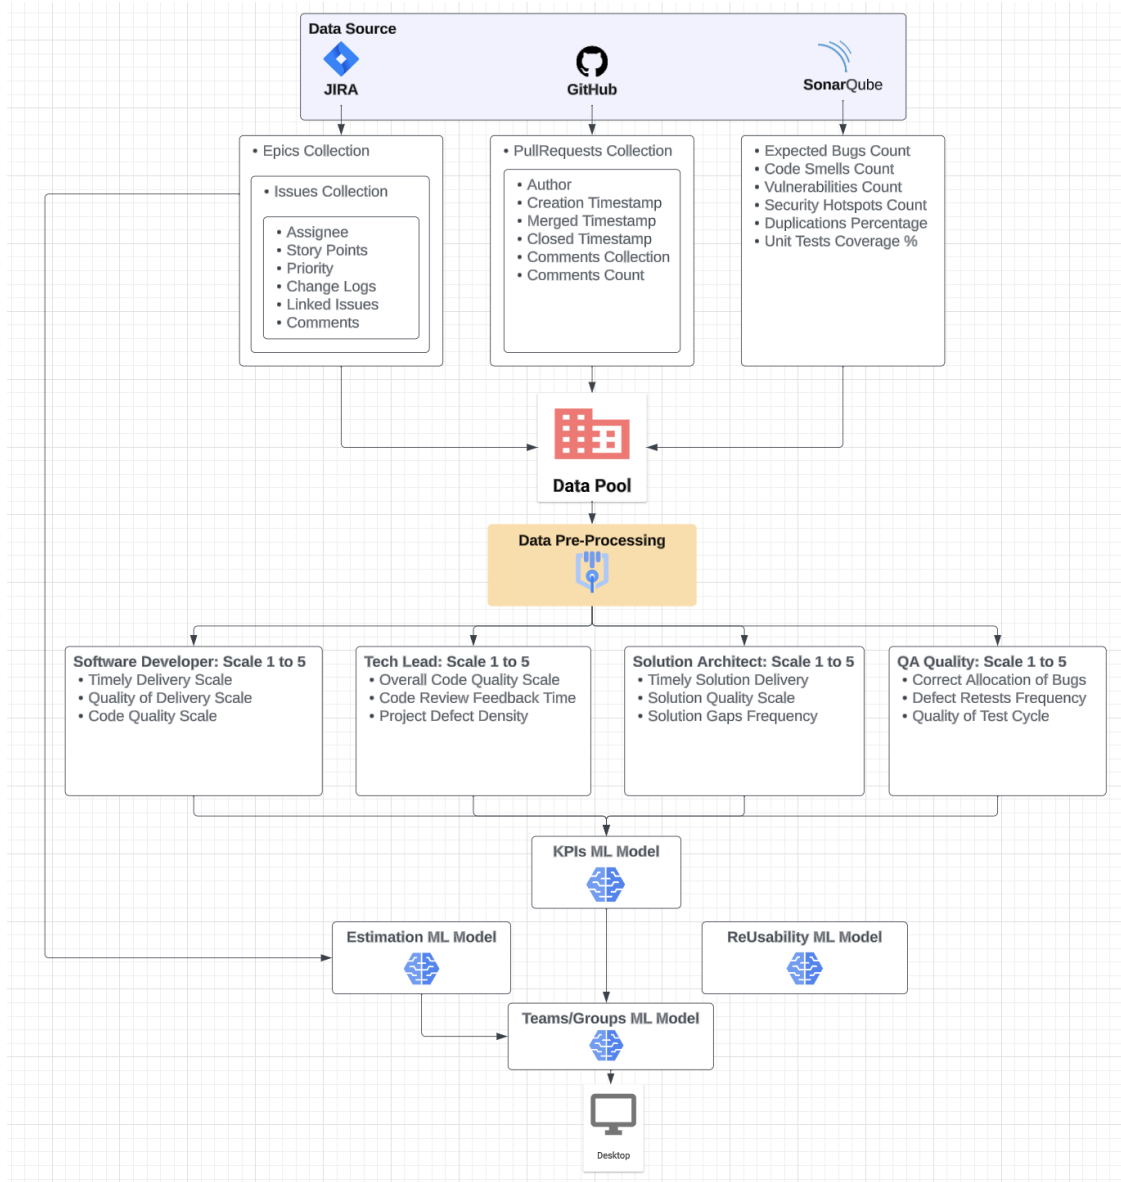 Data Source
JIRA
GitHub
SonarQube
• Epics Collection
• Issues Collection
• Assignee
• Story Points
• Priority
• Change Logs
• Linked Issues
• Comments
• PullRequests Collection
• Author
• Creation Timestamp
• Merged Timestamp
• Closed Timestamp
• Comments Collection
• Comments Count
• Expected Bugs Count
• Code Smells Count
• Vulnerabilities Count
• Security Hotspots Count
• Duplications Percentage
• Unit Tests Coverage %
Data Pool
Data Pre-Processing
Software Developer: Scale 1 to 5
• Timely Delivery Scale
• Quality of Delivery Scale
• Code Quality Scale
Tech Lead: Scale 1 to 5
• Overall Code Quality Scale
• Code Review Feedback Time
• Project Defect Density
Solution Architect: Scale 1 to 5
• Timely Solution Delivery
• Solution Quality Scale
• Solution Gaps Frequency
QA Quality: Scale 1 to 5
• Correct Allocation of Bugs
• Defect Retests Frequency
• Quality of Test Cycle
KPIs ML Model
Estimation ML Model
ReUsability ML Model
Teams/Groups ML Model
Desktop